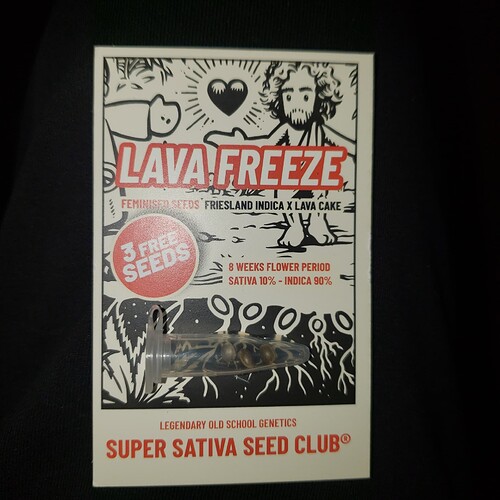 LAVA FREEZE
FEMINISED SEEDS FRIESLAND INDICA X LAVA CAKE
3 FREE
SEEDS
8 WEEKS FLOWER PERIOD
SATIVA 10% - INDICA 90%
LEGENDARY OLD SCHOOL GENETICS
SUPER SATIVA SEED CLUB®